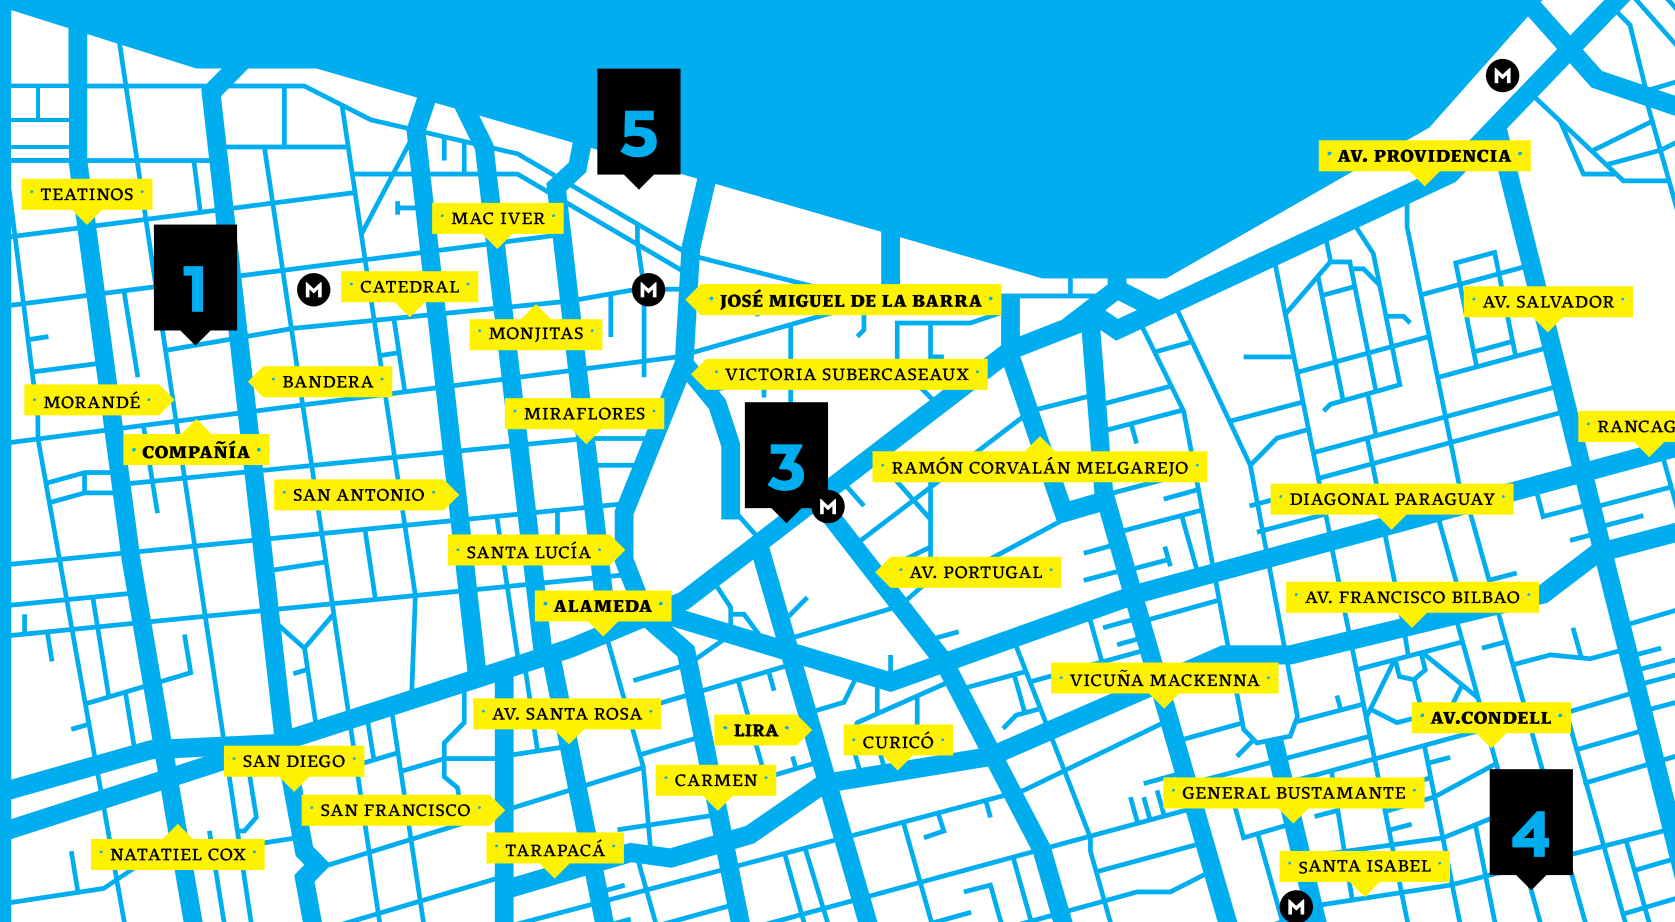 M
5
AV. PROVIDENCIA
TEATINOS
MAC IVER
1
M
CATEDRAL
M
JOSÉ MIGUEL DE LA BARRA
AV. SALVADOR
MONJITAS
VICTORIA SUBERCASEAUX
BANDERA
MORANDÉ
MIRAFLORES
RANCAG
COMPAÑÍA
3
RAMÓN CORVALÁN MELGAREJO
SAN ANTONIO
DIAGONAL PARAGUAY
M
SANTA LUCÍA
AV. PORTUGAL
ALAMEDA
AV. FRANCISCO BILBAO
VICUÑA MACKENNA
AV. SANTA ROSA
AV.CONDELL
LIRA
CURICÓ
SAN DIEGO
CARMEN
GENERAL BUSTAMANTE
SAN FRANCISCO
4
TARAPACÁ
NATATIEL COX
SANTA ISABEL
M